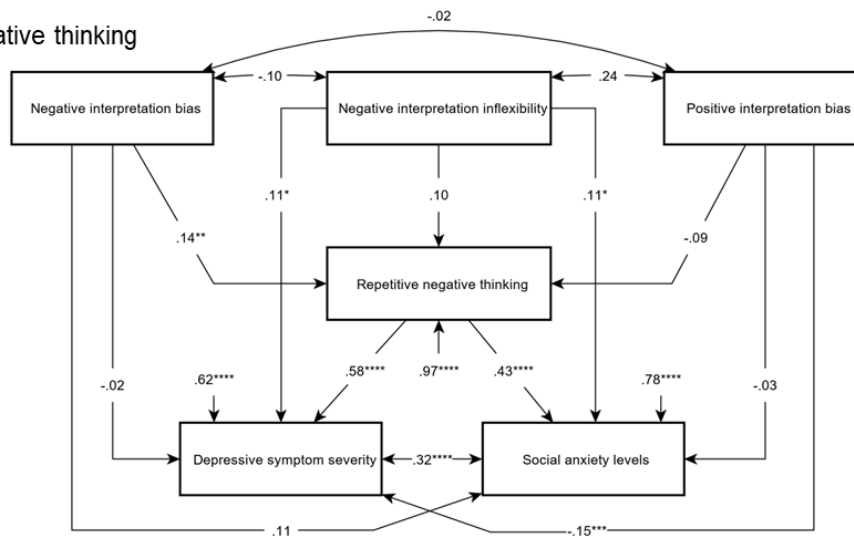 -.02
ative thinking
-.10
.24
Negative interpretation bias
Negative interpretation inflexibility
Positive interpretation bias
.11*
.10
.11*
.14**
-.09
Repetitive negative thinking
.62****
.58****
.97****
.43****
.78****
-.02
-.03
Depressive symptom severity
.32****
Social anxiety levels
.11
-.15***